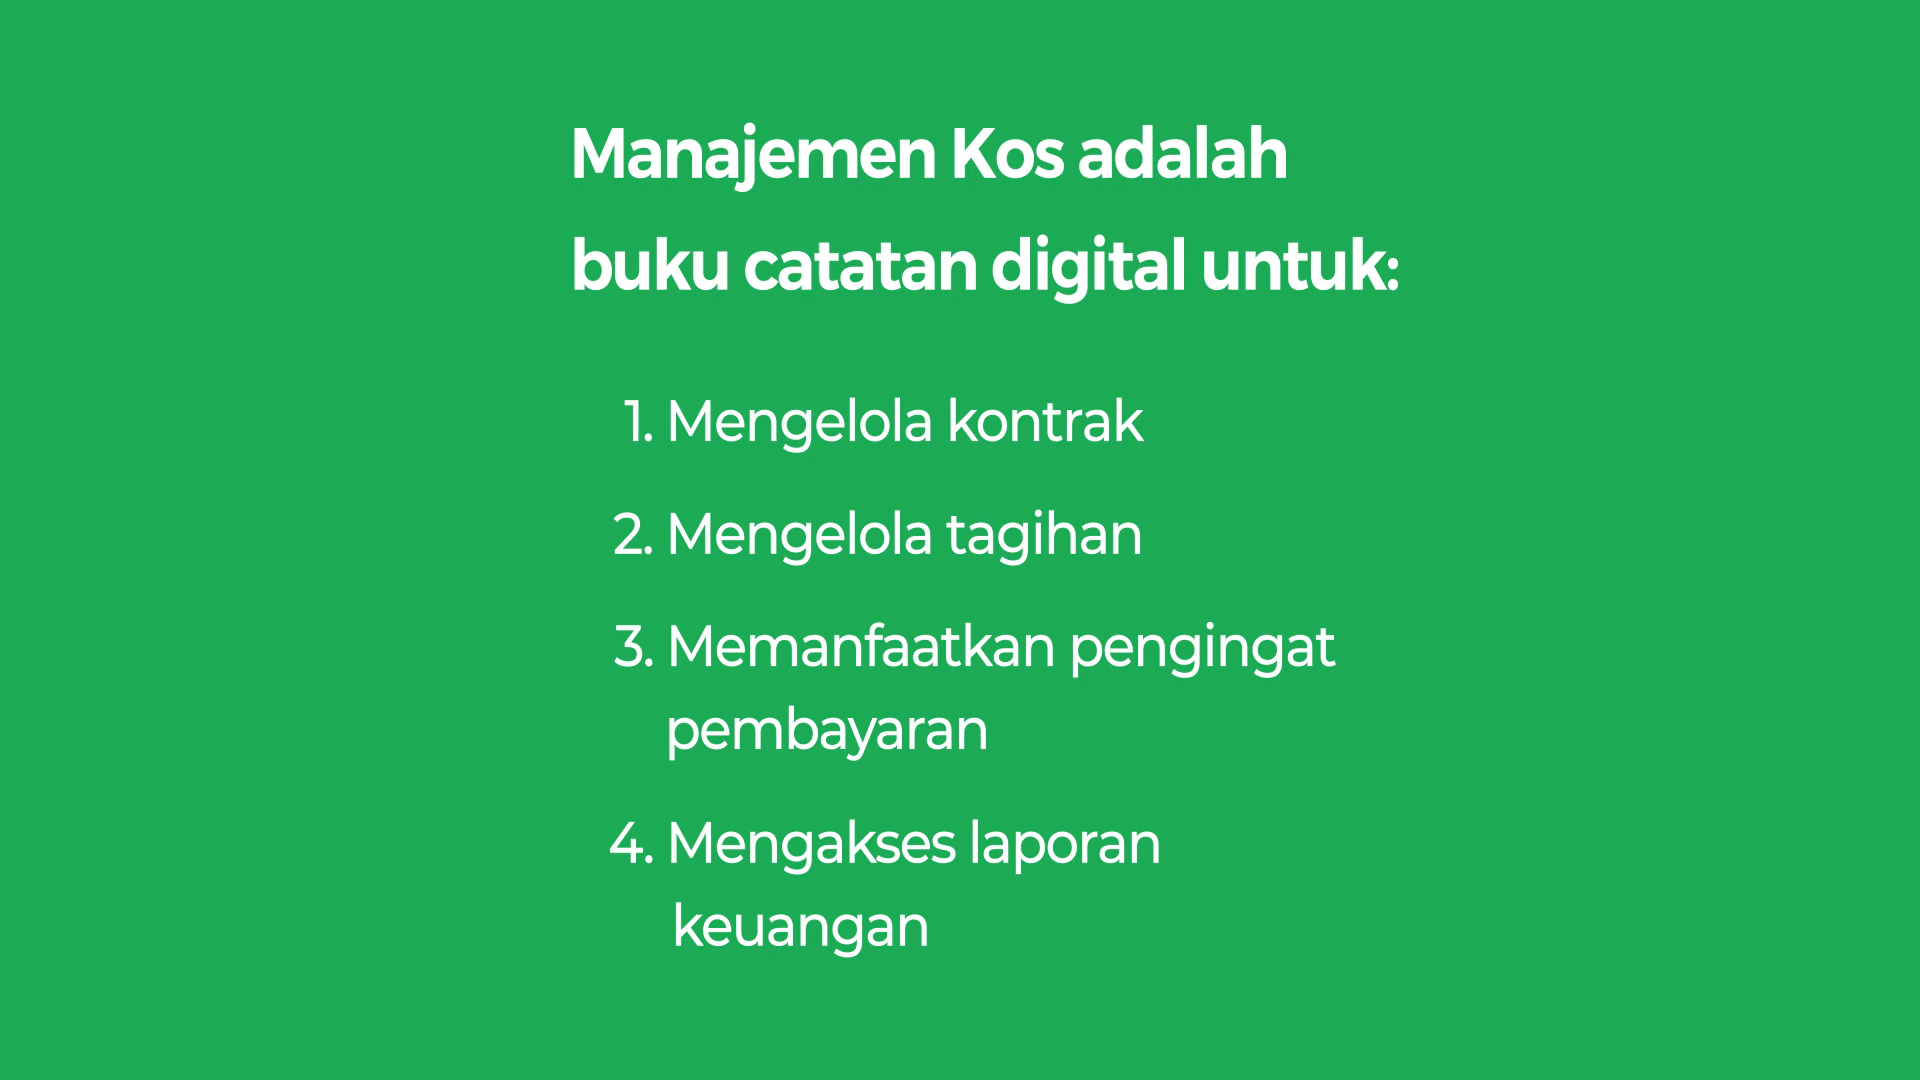 Manajemen Kos adalah
buku catatan digital untuk:
1. Mengelola kontrak
2. Mengelola tagihan
3. Memanfaatkan pengingat
pembayaran
4. Mengakses laporan
keuangan